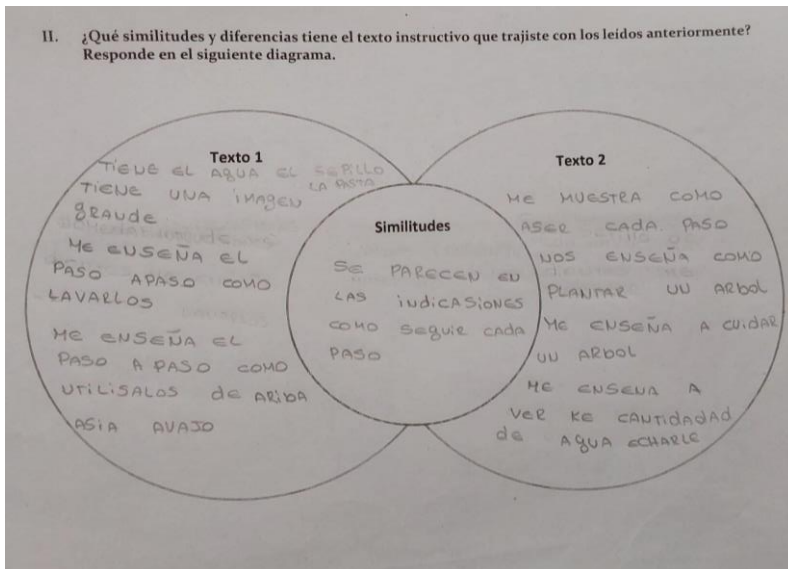 II. ¿Qué similitudes y diferencias tiene el texto instructivo que trajiste con los leídos anteriormente?
Responde en el siguiente diagrama.
Texto 1
TiENE EL AGUA EL SEPiLLO
LA PASTA
TIENE UNA iMAGEN
gRANDE
ME ENSEÑA EL
PASO APASO COMO
LAVARLOS
ME ENSEÑA EL
PASO A PASO COMO
UTiLiSALOS de ARiBA
ASiA AVAJO
Similitudes
SE PARECEN EN
LAS iNdiCASiONES
COMO SEguiR CADA
PASO
Texto 2
ME MUESTRA COMO
ASER CADA PASO
NOS ENSEÑA COMO
PLANTAR UN ARbOL
ME ENSEÑA A CUiDAR
UN ARbOL
ME ENSEÑA A
VER KE CANTiDADAD
de AgUA ECHARLE